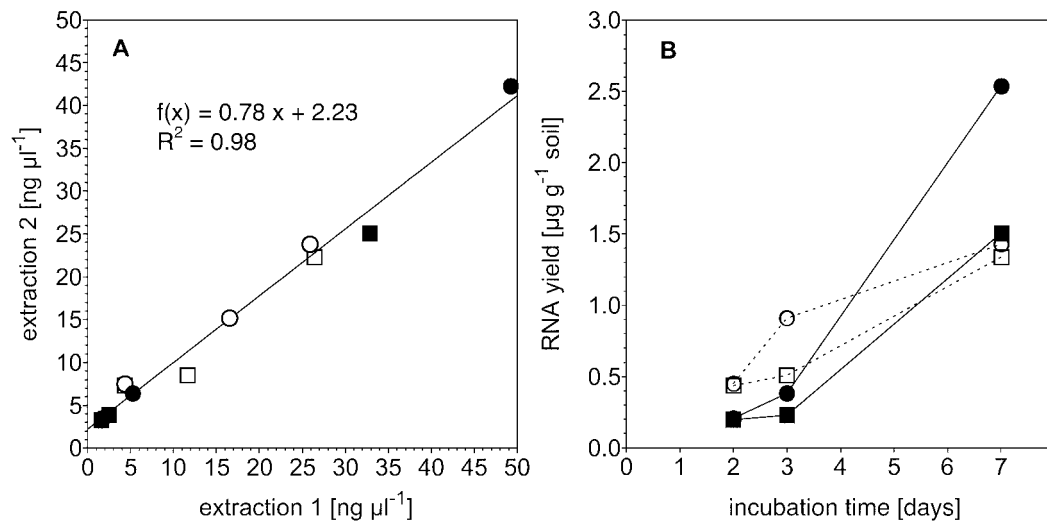 A
f(x) = 0.78 x + 2.23
R² = 0.98
extraction 2 [ng µl⁻¹]
50
45
40
35
30
25
20
15
10
5
0
0 5 10 15 20 25 30 35 40 45 50
extraction 1 [ng µl⁻¹]
B
RNA yield [µg g⁻¹ soil]
3.0
2.5
2.0
1.5
1.0
0.5
0.0
0 1 2 3 4 5 6 7
incubation time [days]